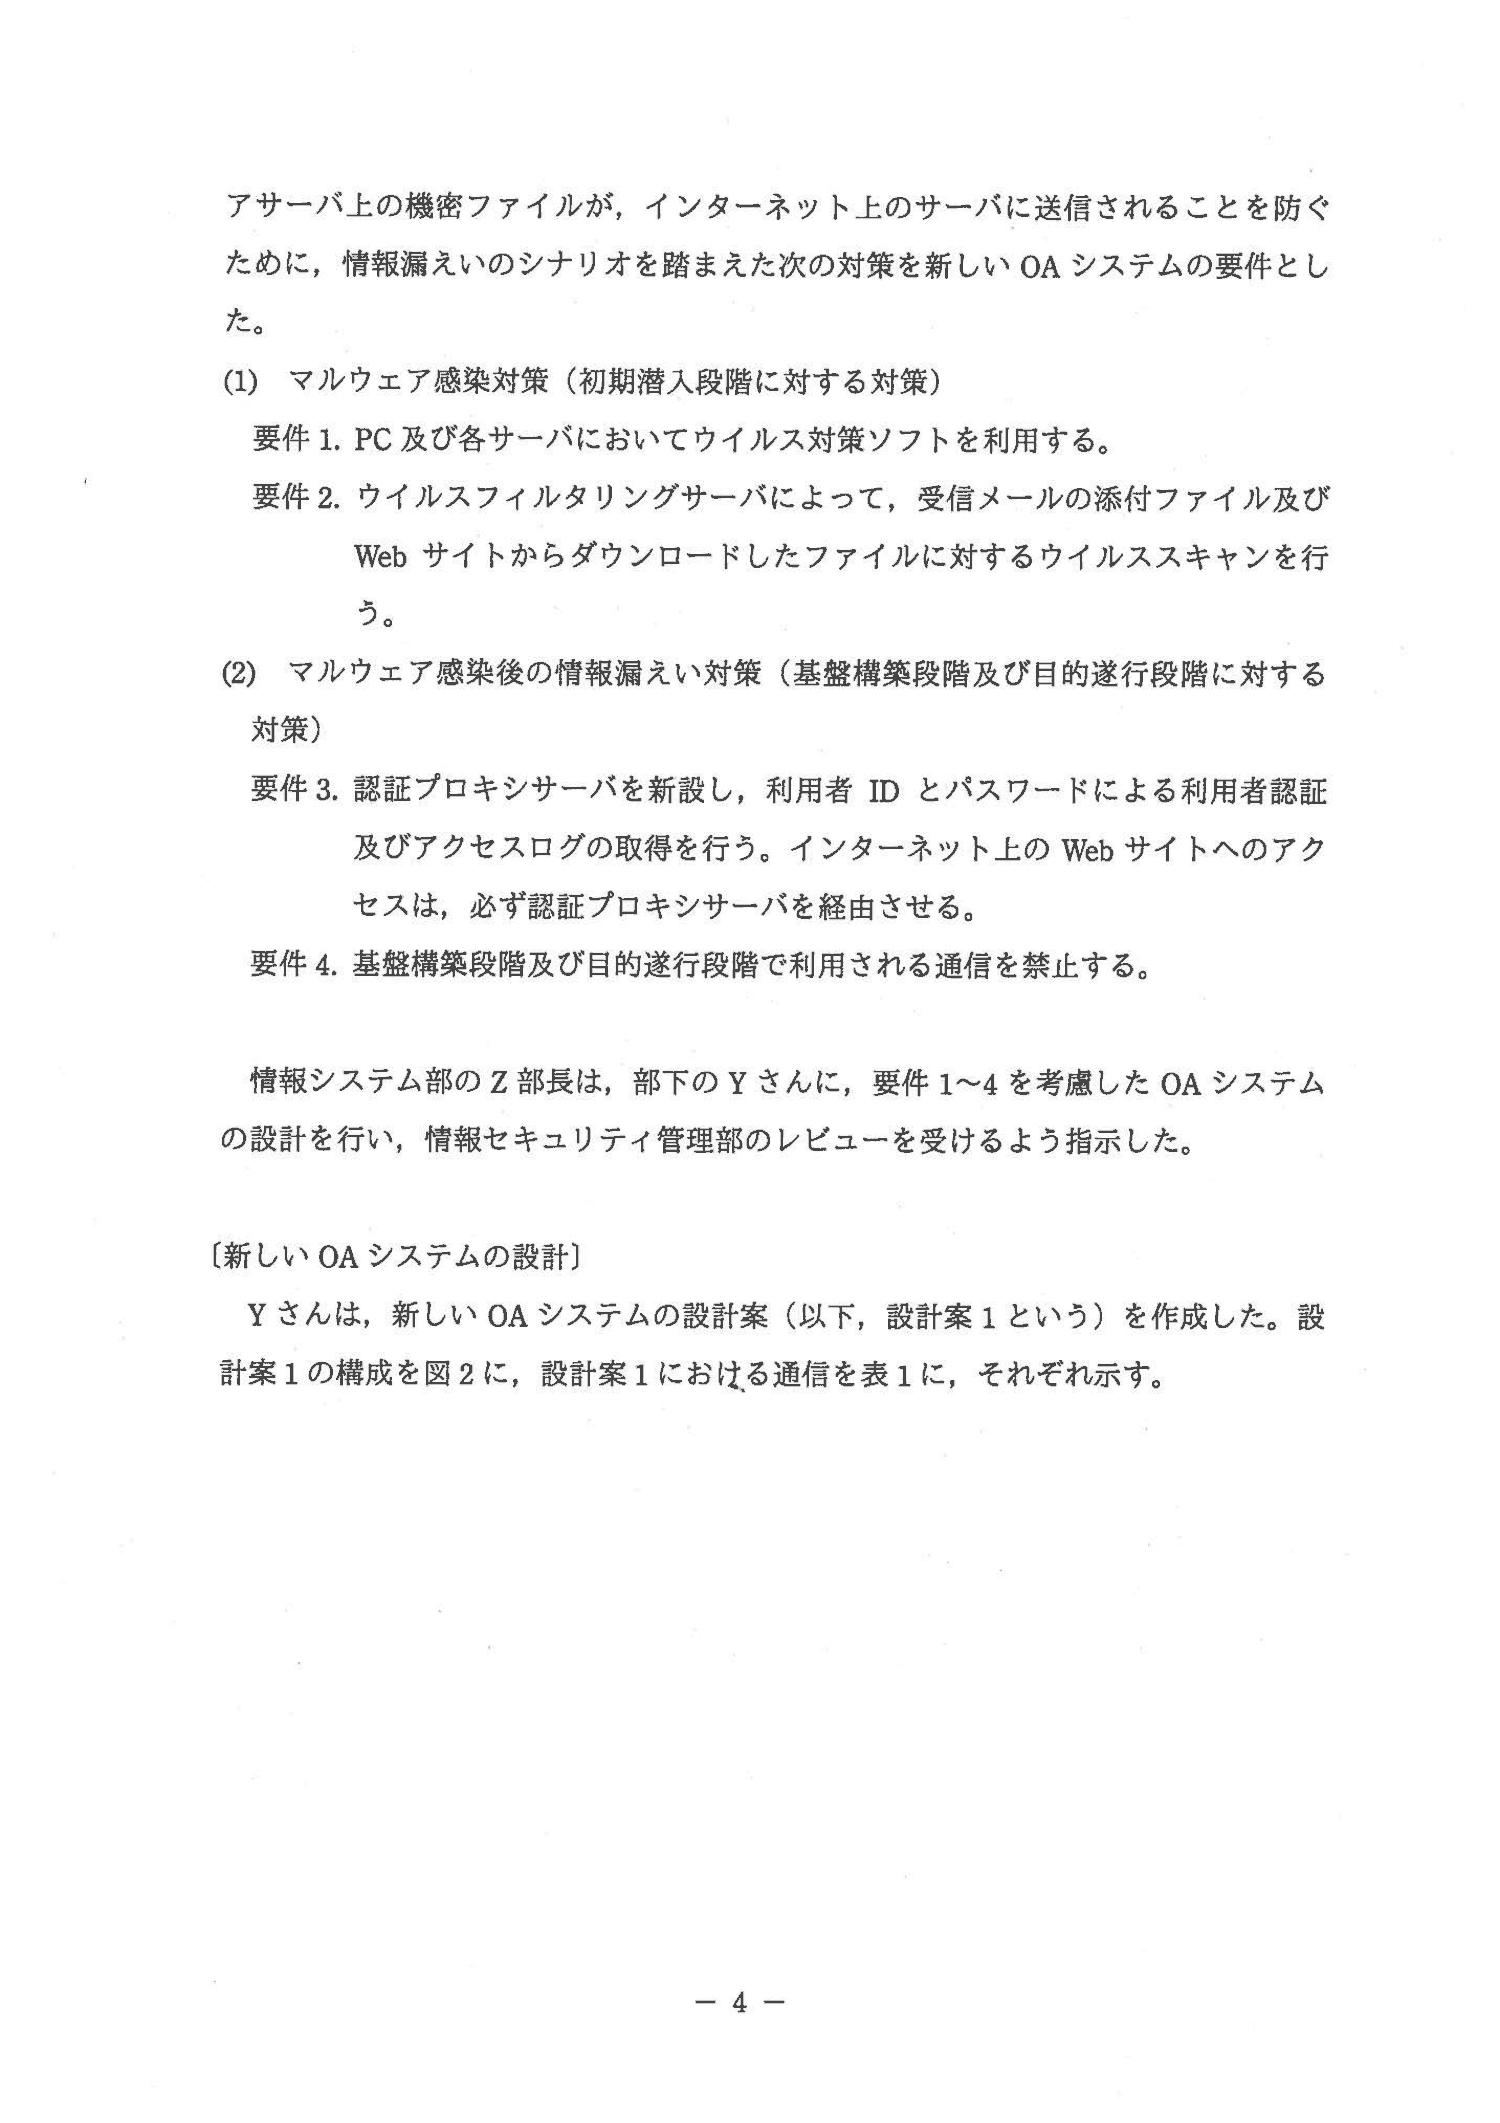 アサーバ上の機密ファイルが，インターネット上のサーバに送信されることを防ぐ
ために，情報漏えいのシナリオを踏まえた次の対策を新しい OA システムの要件とし
た。
(1)　マルウェア感染対策（初期潜入段階に対する対策）
要件 1. PC 及び各サーバにおいてウイルス対策ソフトを利用する。
要件 2. ウイルスフィルタリングサーバによって，受信メールの添付ファイル及び
Web サイトからダウンロードしたファイルに対するウイルススキャンを行
う。
(2)　マルウェア感染後の情報漏えい対策（基盤構築段階及び目的遂行段階に対する
対策）
要件 3. 認証プロキシサーバを新設し，利用者 ID とパスワードによる利用者認証
及びアクセスログの取得を行う。インターネット上の Web サイトへのアク
セスは，必ず認証プロキシサーバを経由させる。
要件 4. 基盤構築段階及び目的遂行段階で利用される通信を禁止する。
情報システム部の Z 部長は，部下の Y さんに，要件 1〜4 を考慮した OA システム
の設計を行い，情報セキュリティ管理部のレビューを受けるよう指示した。
〔新しい OA システムの設計〕
Y さんは，新しい OA システムの設計案（以下，設計案 1 という）を作成した。設
計案 1 の構成を図 2 に，設計案 1 における通信を表 1 に，それぞれ示す。
－ 4 －